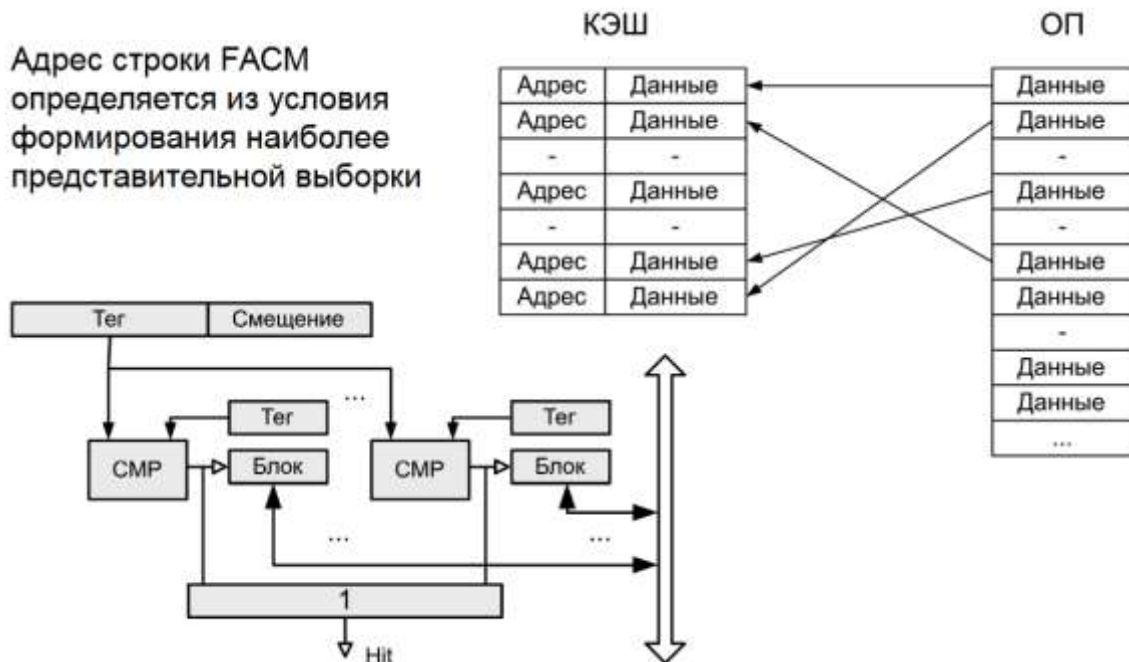 КЭШ
ОП
Адрес строки FACM
определяется из условия
формирования наиболее
представительной выборки
Адрес Данные
Адрес Данные
- -
Адрес Данные
- -
Адрес Данные
Адрес Данные
Данные
Данные
-
Данные
-
Данные
Данные
-
Данные
Данные
...
Тег Смещение
...
Тег
Тег
CMP
Блок
CMP
Блок
...
...
1
Hit